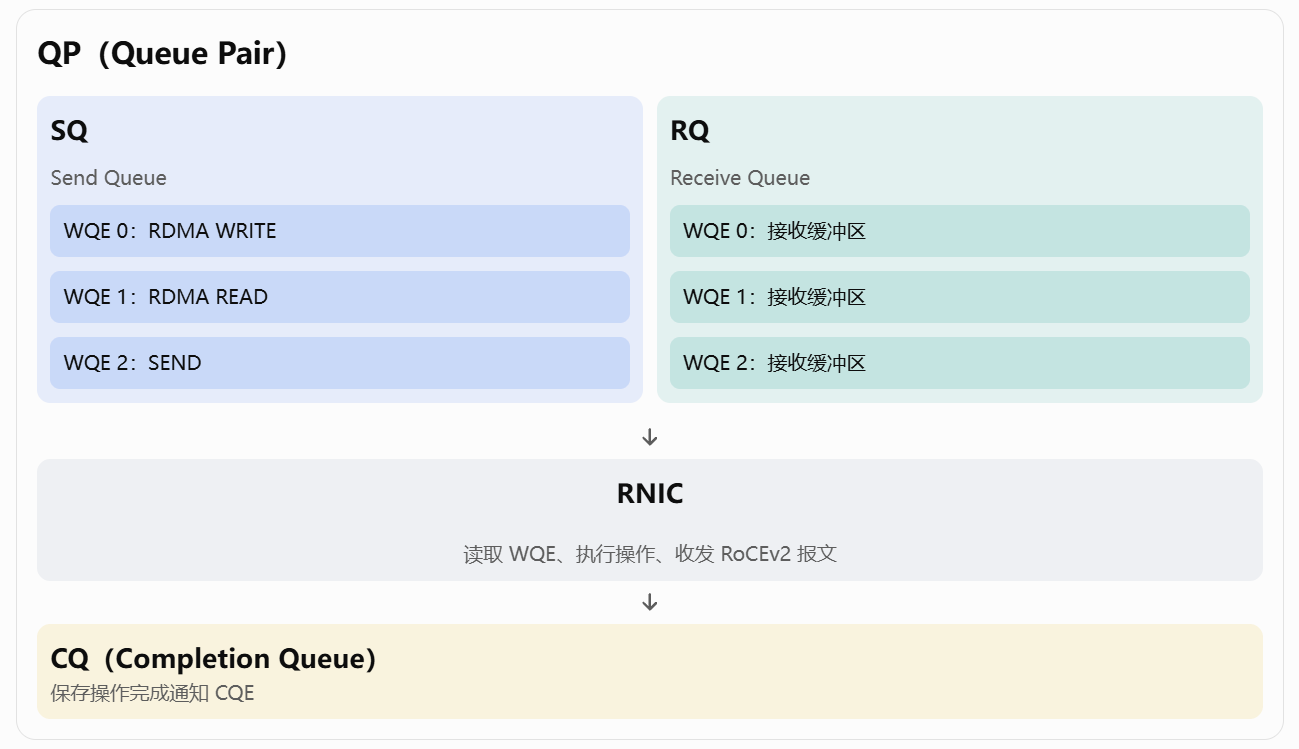 QP（Queue Pair）
SQ
Send Queue
WQE 0：RDMA WRITE
WQE 1：RDMA READ
WQE 2：SEND
RQ
Receive Queue
WQE 0：接收缓冲区
WQE 1：接收缓冲区
WQE 2：接收缓冲区
RNIC
读取 WQE、执行操作、收发 RoCEv2 报文
CQ（Completion Queue）
保存操作完成通知 CQE